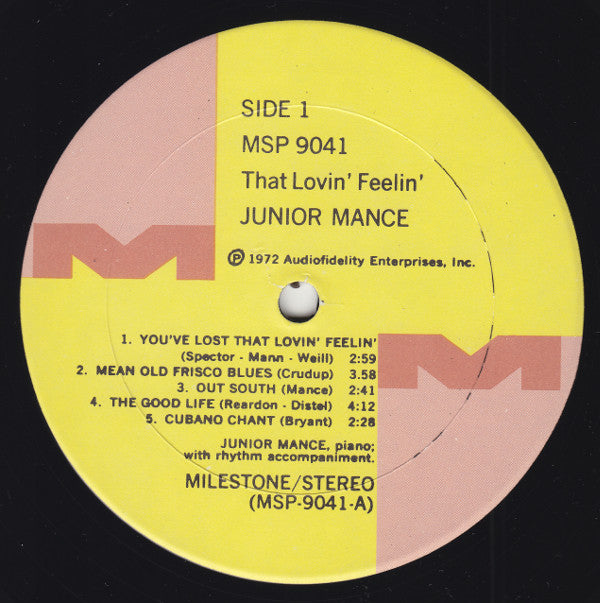 SIDE 1
MSP 9041
That Lovin' Feelin'
JUNIOR MANCE
Ⓟ 1972 Audiofidelity Enterprises, Inc.
1. YOU'VE LOST THAT LOVIN' FEELIN'
(Spector - Mann - Weill) 2:59
2. MEAN OLD FRISCO BLUES (Crudup) 3.58
3. OUT SOUTH (Mance) 2:41
4. THE GOOD LIFE (Reardon - Distel) 4:12
5. CUBANO CHANT (Bryant) 2:28
JUNIOR MANCE, piano;
with rhythm accompaniment.
MILESTONE/STEREO
(MSP-9041-A)